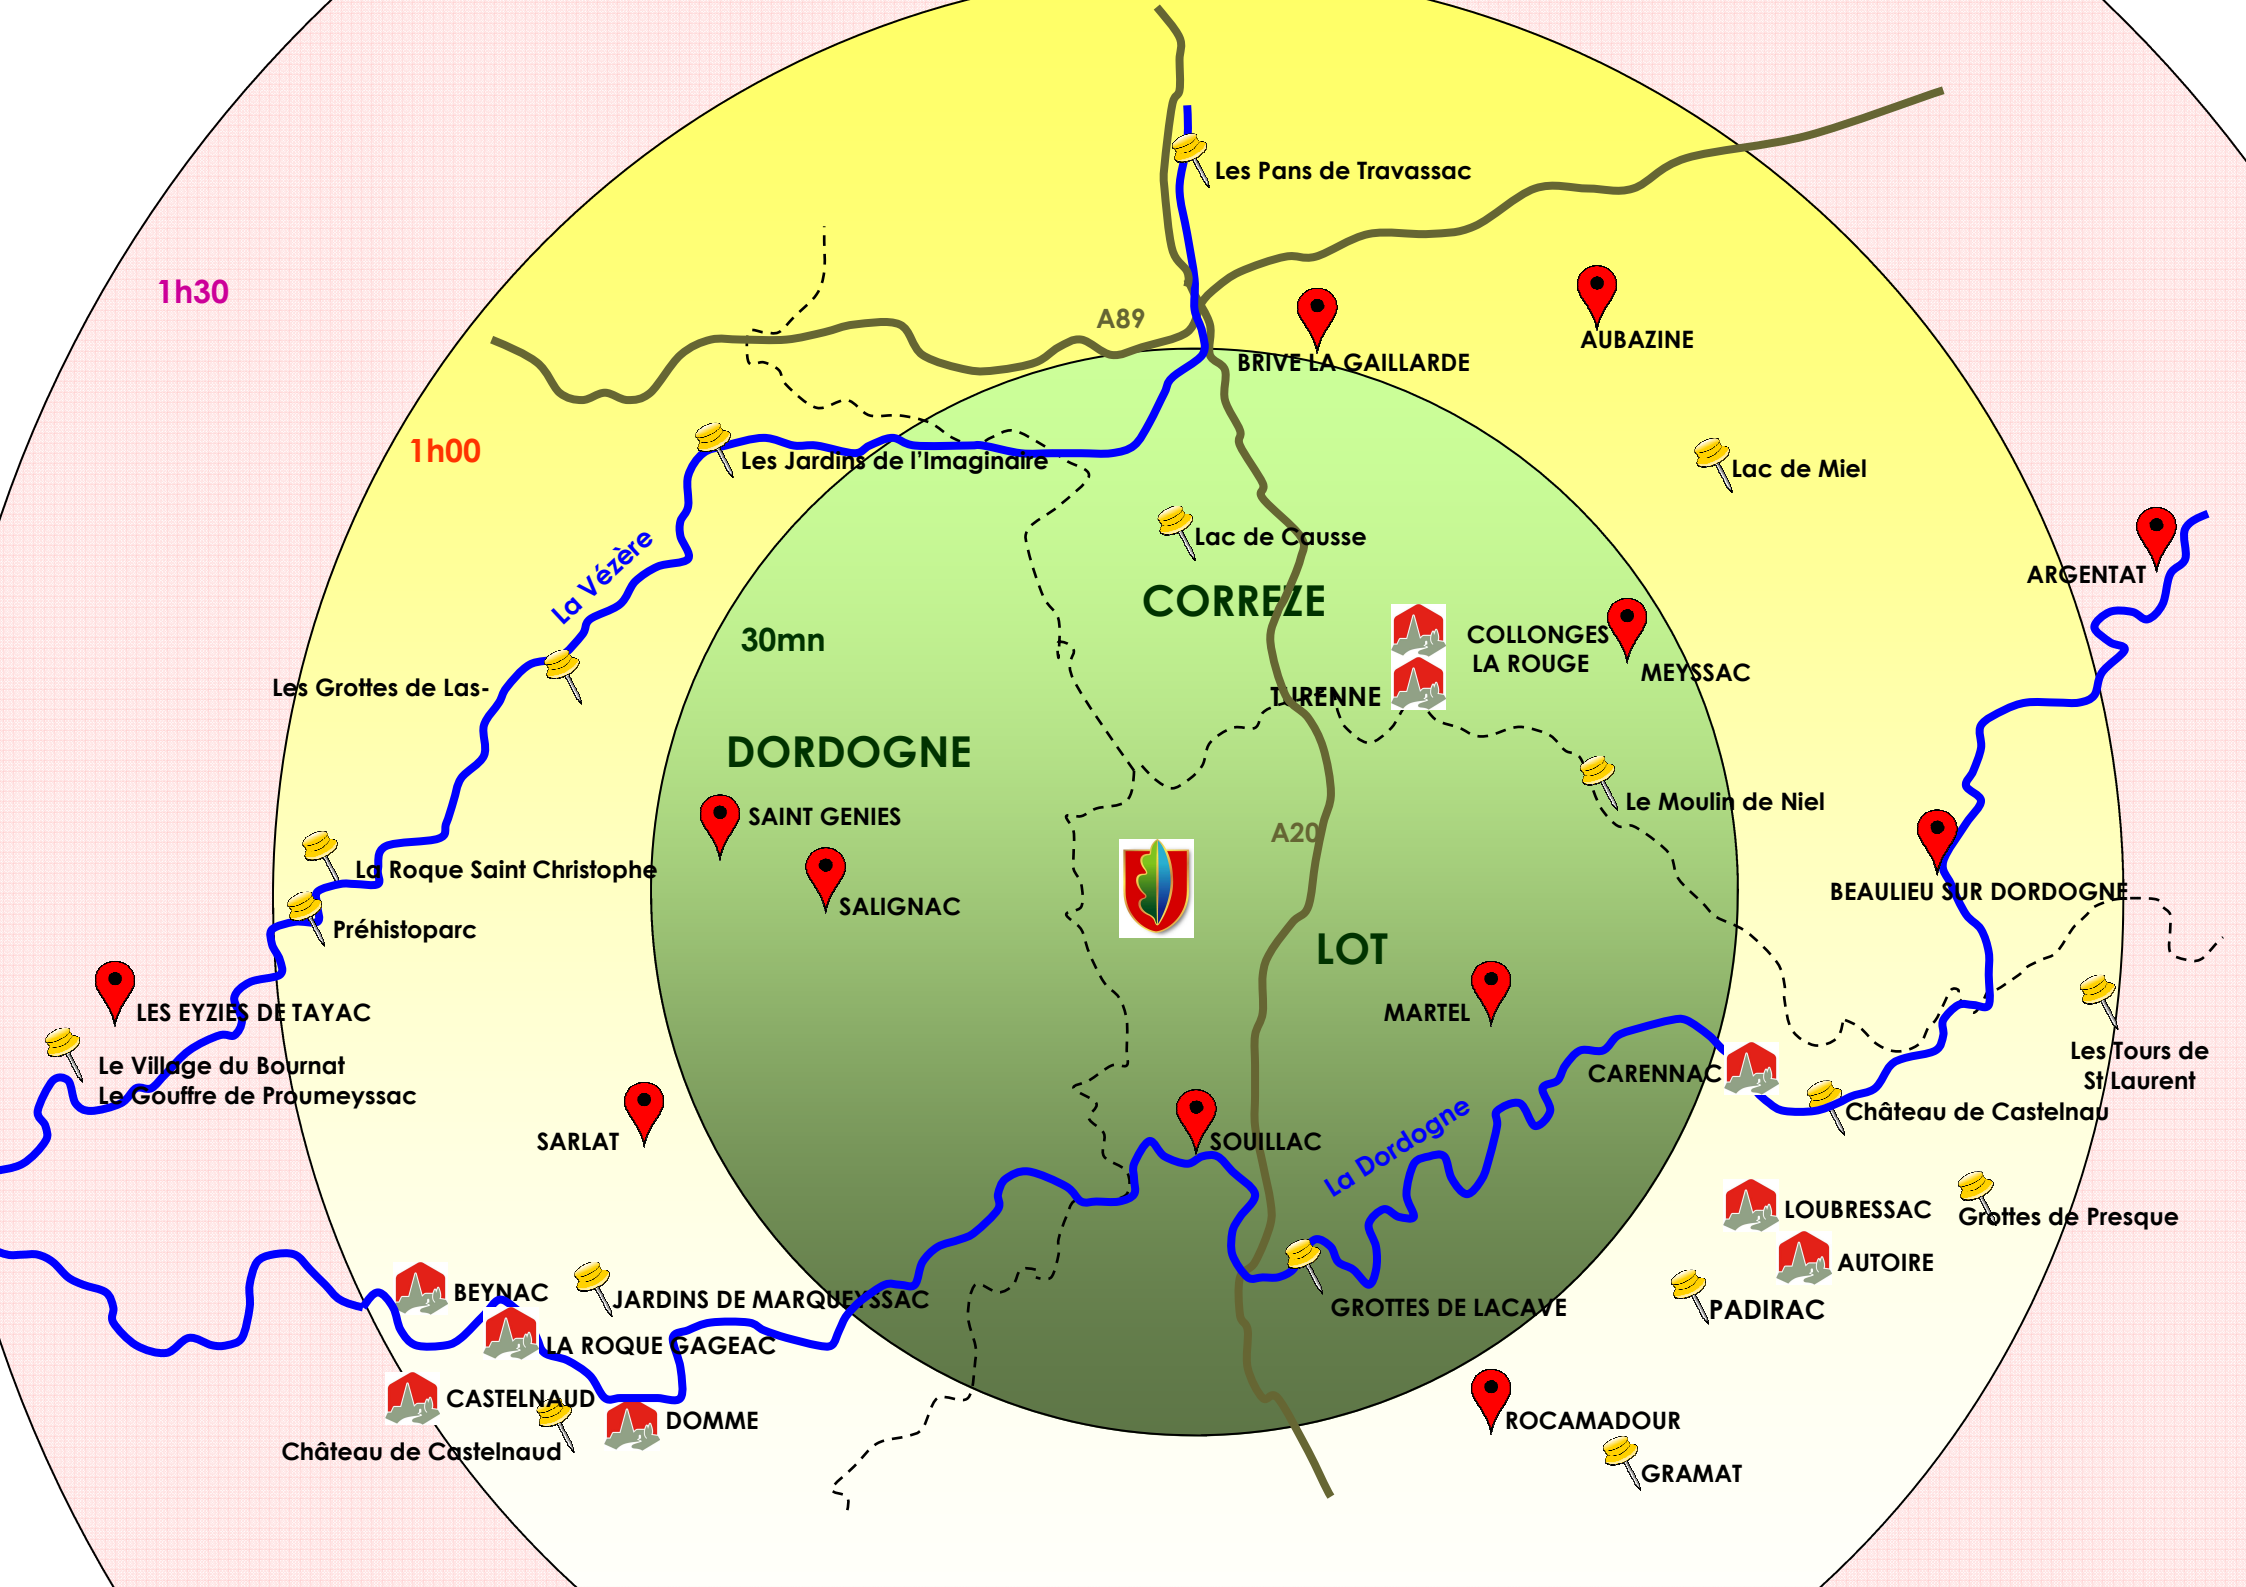 Les Pans de Travassac
1h30
A89
AUBAZINE
BRIVE LA GAILLARDE
1h00
Les Jardins de l'Imaginaire
Lac de Miel
Lac de Causse
La Vézère
ARGENTAT
CORREZE
30mn
COLLONGES
LA ROUGE
MEYSSAC
Les Grottes de Las-
TURENNE
DORDOGNE
Le Moulin de Niel
SAINT GENIES
A20
La Roque Saint Christophe
BEAULIEU SUR DORDOGNE
SALIGNAC
Préhistoparc
LOT
LES EYZIES DE TAYAC
MARTEL
Les Tours de
St Laurent
Le Village du Bournat
Le Gouffre de Proumeyssac
CARENNAC
Château de Castelnau
SARLAT
SOUILLAC
La Dordogne
LOUBRESSAC
Grottes de Presque
AUTOIRE
BEYNAC
JARDINS DE MARQUEYSSAC
GROTTES DE LACAVE
PADIRAC
LA ROQUE GAGEAC
CASTELNAUD
DOMME
ROCAMADOUR
Château de Castelnaud
GRAMAT